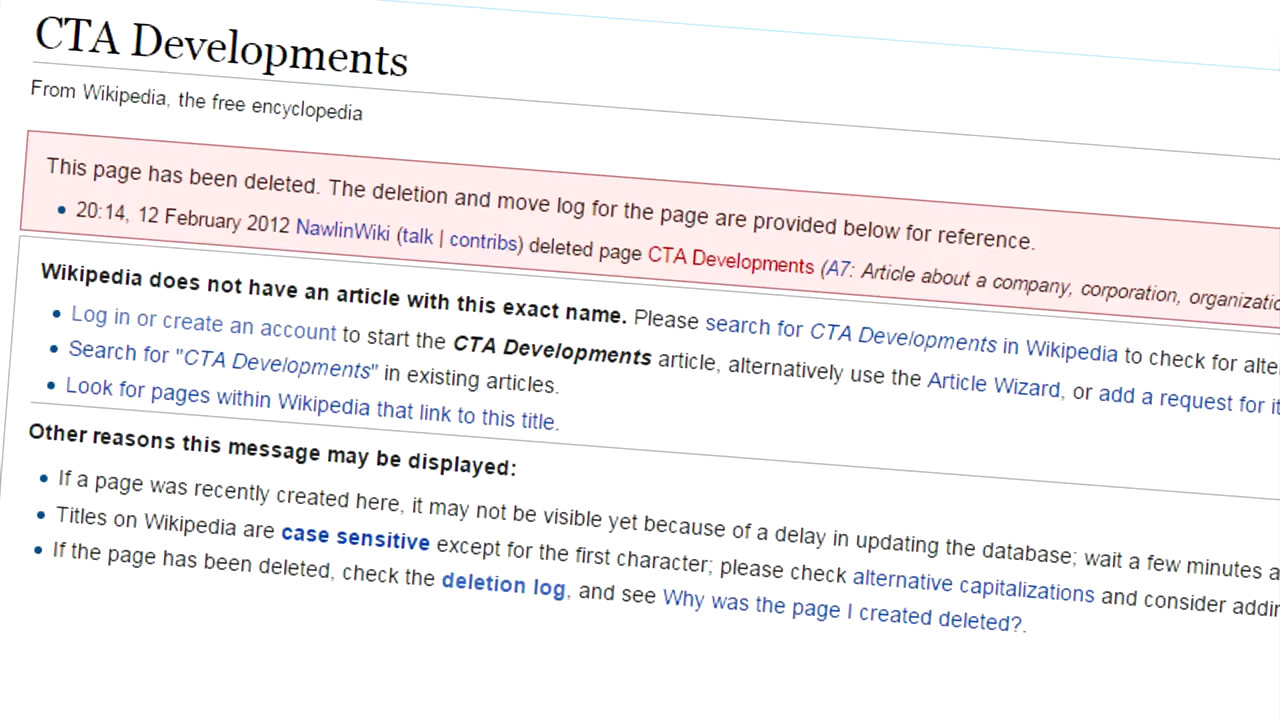 CTA Developments
From Wikipedia, the free encyclopedia
This page has been deleted. The deletion and move log for the page are provided below for reference.
• 20:14, 12 February 2012 NawlinWiki (talk | contribs) deleted page CTA Developments (A7: Article about a company, corporation, organizatio
Wikipedia does not have an article with this exact name. Please search for CTA Developments in Wikipedia to check for alte
• Log in or create an account to start the CTA Developments article, alternatively use the Article Wizard, or add a request for it
• Search for "CTA Developments" in existing articles.
• Look for pages within Wikipedia that link to this title.
Other reasons this message may be displayed:
• If a page was recently created here, it may not be visible yet because of a delay in updating the database; wait a few minutes a
• Titles on Wikipedia are case sensitive except for the first character; please check alternative capitalizations and consider addin
• If the page has been deleted, check the deletion log, and see Why was the page I created deleted?.